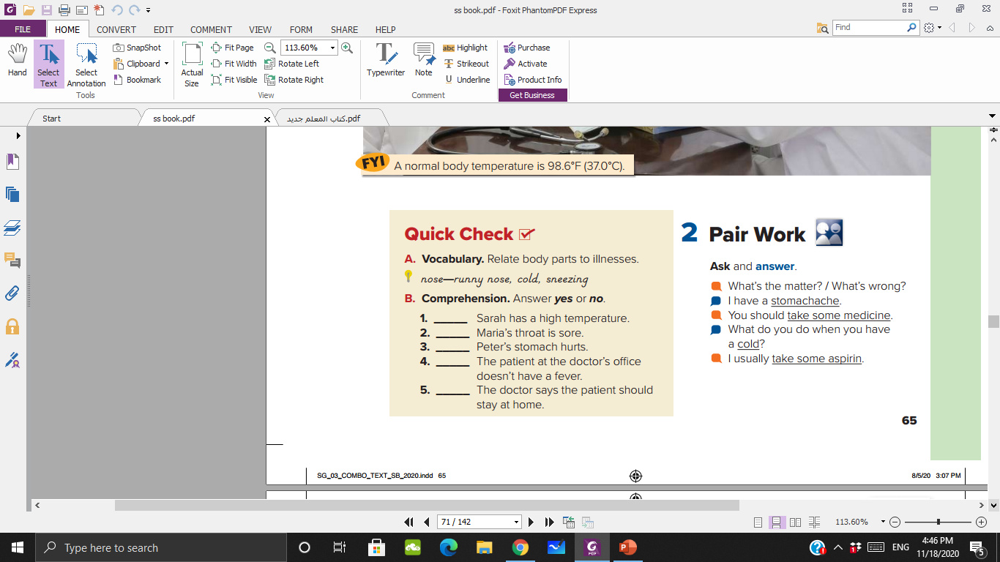 ss book.pdf - Foxit PhantomPDF Express
FILE HOME CONVERT EDIT COMMENT VIEW FORM SHARE HELP
Find
Hand
Select Text
Select Annotation
SnapShot
Clipboard
Bookmark
Tools
Actual Size
Fit Page
Fit Width
Fit Visible
113.60%
Rotate Left
Rotate Right
View
Typewriter
Note
abc Highlight
T Strikeout
U Underline
Comment
Purchase
Activate
Product Info
Get Business
Start
ss book.pdf
كتاب المعلم جديد.pdf
FYI A normal body temperature is 98.6°F (37.0°C).
Quick Check
A. Vocabulary. Relate body parts to illnesses.
nose—runny nose, cold, sneezing
B. Comprehension. Answer yes or no.
1. _____ Sarah has a high temperature.
2. _____ Maria's throat is sore.
3. _____ Peter's stomach hurts.
4. _____ The patient at the doctor's office
doesn't have a fever.
5. _____ The doctor says the patient should
stay at home.
2 Pair Work
Ask and answer.
What's the matter? / What's wrong?
I have a stomachache.
You should take some medicine.
What do you do when you have
a cold?
I usually take some aspirin.
65
SG_03_COMBO_TEXT_SB_2020.indd 65
8/5/20 3:07 PM
71 / 142
113.60%
Type here to search
PDF
ENG
4:46 PM
11/18/2020
5